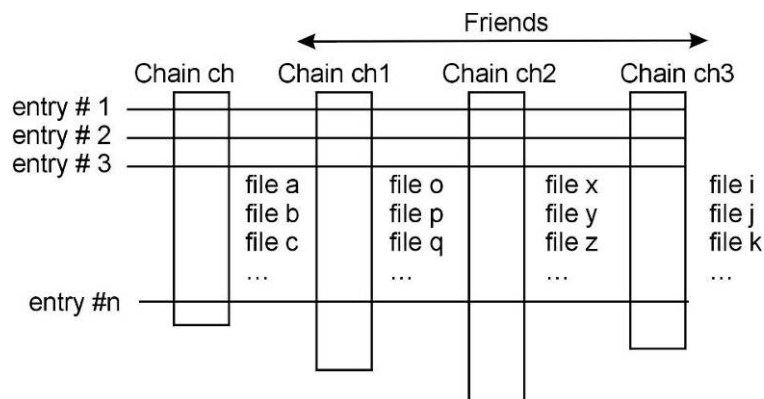 Friends
Chain ch Chain ch1 Chain ch2 Chain ch3
entry # 1
entry # 2
entry # 3
file a file o file x file i
file b file p file y file j
file c file q file z file k
... ... ... ...
entry #n